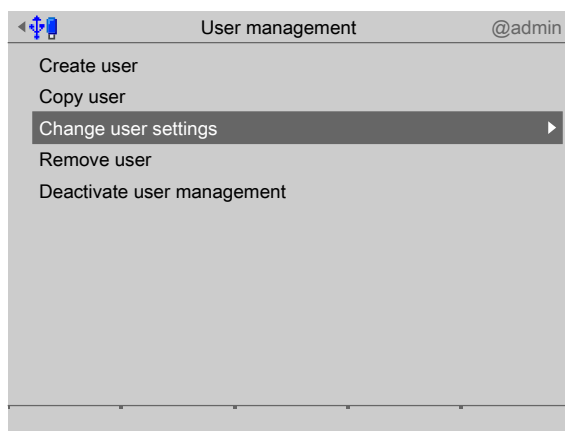 User management @admin
Create user
Copy user
Change user settings
Remove user
Deactivate user management